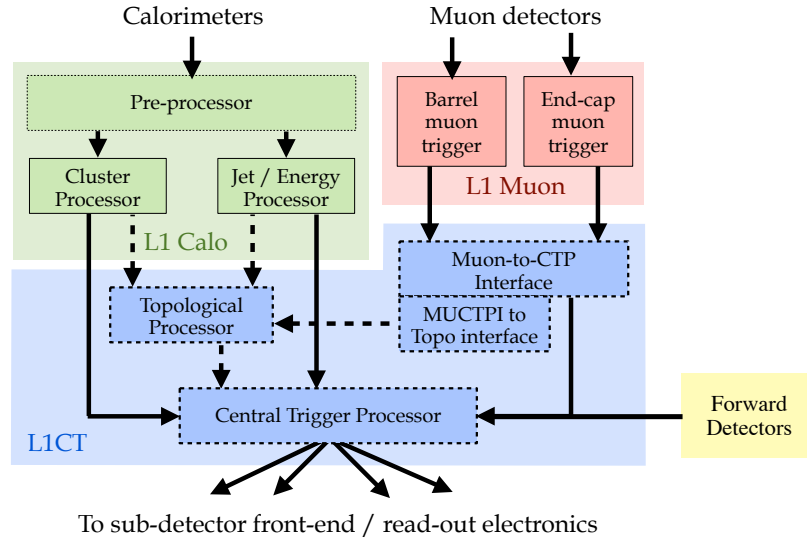 Calorimeters
Muon detectors
Pre-processor
Barrel
muon
trigger
End-cap
muon
trigger
Cluster
Processor
Jet / Energy
Processor
L1 Muon
L1 Calo
Muon-to-CTP
Interface
Topological
Processor
MUCTPI to
Topo interface
Central Trigger Processor
Forward
Detectors
L1CT
To sub-detector front-end / read-out electronics